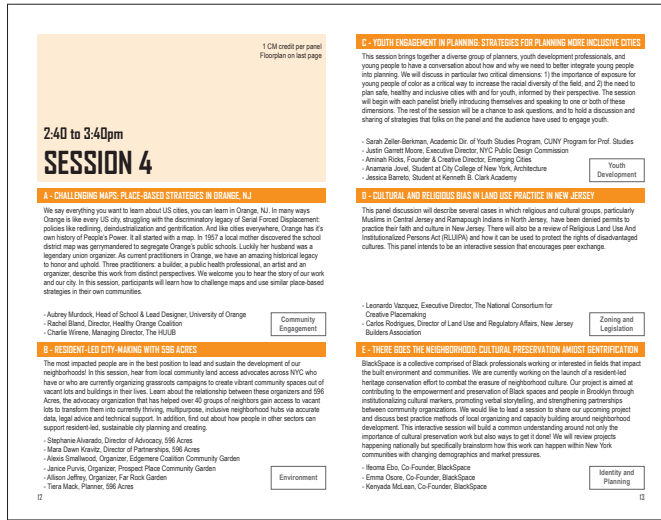 1 CM credit per panel
Floorplan on last page
2:40 to 3:40pm
SESSION 4
A - CHALLENGING MAPS: PLACE-BASED STRATEGIES IN ORANGE, NJ
We say everything you want to learn about US cities, you can learn in Orange, NJ. In many ways
Orange is like every US city, struggling with the discriminatory legacy of Serial Forced Displacement:
policies like redlining, deindustrialization and gentrification. And like cities everywhere, Orange has it's
own history of People's Power. It all started with a map. In 1957 a local mother discovered the school
district map was gerrymandered to segregate Orange's public schools. Luckily her husband was a
legendary union organizer. As current practitioners in Orange, we have an amazing historical legacy
to honor and uphold. Three practitioners: a builder, a public health professional, an artist and an
organizer, describe this work from distinct perspectives. We welcome you to hear the story of our work
and our city. In this session, participants will learn how to challenge maps and use similar place-based
strategies in their own communities.
- Aubrey Murdock, Head of School & Lead Designer, University of Orange
- Rachel Bland, Director, Healthy Orange Coalition
- Charlie Wirene, Managing Director, The HUUB
Community
Engagement
B - RESIDENT-LED CITY-MAKING WITH 596 ACRES
The most impacted people are in the best position to lead and sustain the development of our
neighborhoods! In this session, hear from local community land access advocates across NYC who
have or who are currently organizing grassroots campaigns to create vibrant community spaces out of
vacant lots and buildings in their lives. Learn about the relationship between these organizers and 596
Acres, the advocacy organization that has helped over 40 groups of neighbors gain access to vacant
lots to transform them into currently thriving, multipurpose, inclusive neighborhood hubs via accurate
data, legal advice and technical support. In addition, find out about how people in other sectors can
support resident-led, sustainable city planning and creating.
- Stephanie Alvarado, Director of Advocacy, 596 Acres
- Mara Dawn Kravitz, Director of Partnerships, 596 Acres
- Alexis Smallwood, Organizer, Edgemere Coalition Community Garden
- Janice Purvis, Organizer, Prospect Place Community Garden
- Allison Jeffrey, Organizer, Far Rock Garden
- Tiera Mack, Planner, 596 Acres
Environment
12
C - YOUTH ENGAGEMENT IN PLANNING: STRATEGIES FOR PLANNING MORE INCLUSIVE CITIES
This session brings together a diverse group of planners, youth development professionals, and
young people to have a conversation about how and why we need to better integrate young people
into planning. We will discuss in particular two critical dimensions: 1) the importance of exposure for
young people of color as a critical way to transform the racial equity divide in our field, and 2) the need to
plan safe, healthy and inclusive cities with and for youth, informed by their perspective. The session
will begin with each panelist briefly introducing themselves and speaking to one or both of these
dimensions. The rest of the session will be a chance to ask questions, and to hold a discussion and
sharing of strategies that folks on the panel and the audience have used to engage youth.
- Sarah Zeller-Berkman, Academic Dir. of Youth Studies Program, CUNY Program for Prof. Studies
- Justin Garrett Moore, Executive Director, NYC Public Design Commission
- Aminah Ricks, Founder & Creative Director, Emerging Cities
- Anamaria Jovel, Student at City College of New York, Architecture
- Jessica Barreto, Student at Kenneth B. Clark Academy
Youth
Development
D - CULTURAL AND RELIGIOUS BIAS IN LAND USE PRACTICE IN NEW JERSEY
This panel discussion will describe several cases in which religious and cultural groups, particularly
Muslims in Central Jersey and Ramapough Indians in North Jersey, have been denied permits to
practice their faith and culture in New Jersey. There will also be a review of Religious Land Use And
Institutionalized Persons Act (RLUIPA) and how it can be used to protect the rights of disadvantaged
cultures. This panel intends to be an interactive session that encourages peer exchange.
- Leonardo Vazquez, Executive Director, The National Consortium for
Creative Placemaking
- Carlos Rodrigues, Director of Land Use and Regulatory Affairs, New Jersey
Builders Association
Zoning and
Legislation
E - THERE GOES THE NEIGHBORHOOD: CULTURAL PRESERVATION AMIDST GENTRIFICATION
BlackSpace is a collective comprised of Black professionals working or interested in fields that impact
the built environment and communities. We are currently working on the launch of a resident-led
heritage conservation effort to combat the erasure of neighborhood culture. Our project is aimed at
contributing to the empowerment and preservation of Black spaces and people in Brooklyn through
institutionalizing cultural markers, promoting verbal storytelling, and strengthening partnerships
between community organizations. We would like to lead a session to share our upcoming project
and discuss best practice methods of local organizing and capacity building around neighborhood
development. This interactive session will build a common understanding around not only the
importance of cultural preservation work but also ways to get it done! We will review projects
happening nationally but specifically brainstorm how this work can happen within New York
communities with changing demographics and market pressures.
- Ifeoma Ebo, Co-Founder, BlackSpace
- Emma Osore, Co-Founder, BlackSpace
- Kenyada McLean, Co-Founder, BlackSpace
Identity and
Planning
13